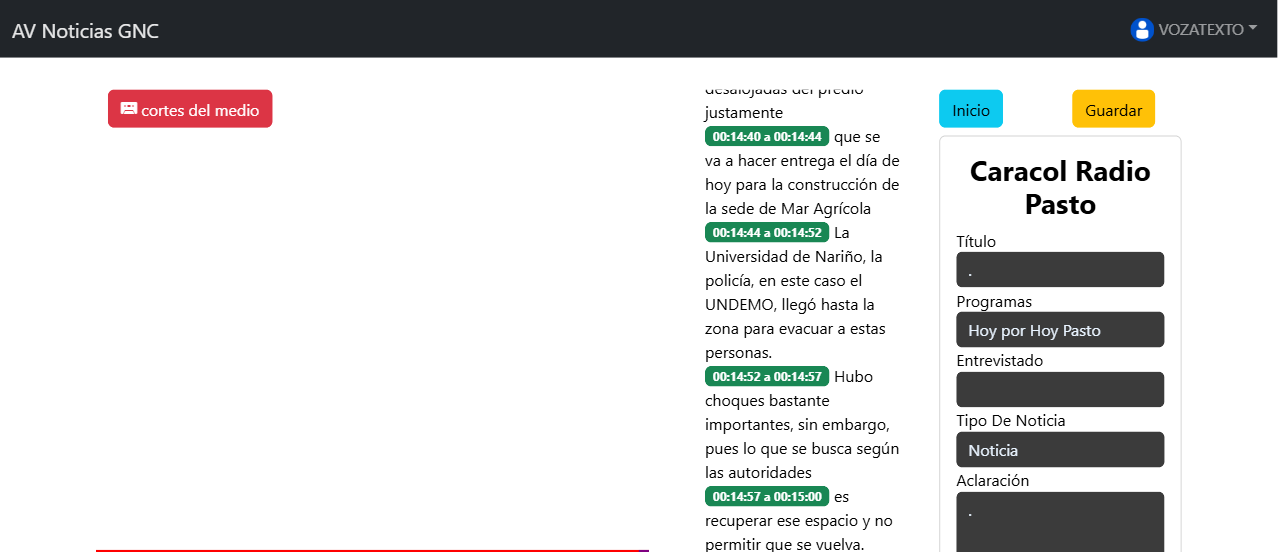 AV Noticias GNC
VOZATEXTO
cortes del medio
desalojadas del predio
justamente
00:14:40 a 00:14:44 que se
va a hacer entrega el día de
hoy para la construcción de
la sede de Mar Agrícola
00:14:44 a 00:14:52 La
Universidad de Nariño, la
policía, en este caso el
UNDEMO, llegó hasta la
zona para evacuar a estas
personas.
00:14:52 a 00:14:57 Hubo
choques bastante
importantes, sin embargo,
pues lo que se busca según
las autoridades
00:14:57 a 00:15:00 es
recuperar ese espacio y no
permitir que se vuelva.
Inicio
Guardar
Caracol Radio
Pasto
Título
.
Programas
Hoy por Hoy Pasto
Entrevistado
Tipo De Noticia
Noticia
Aclaración
.